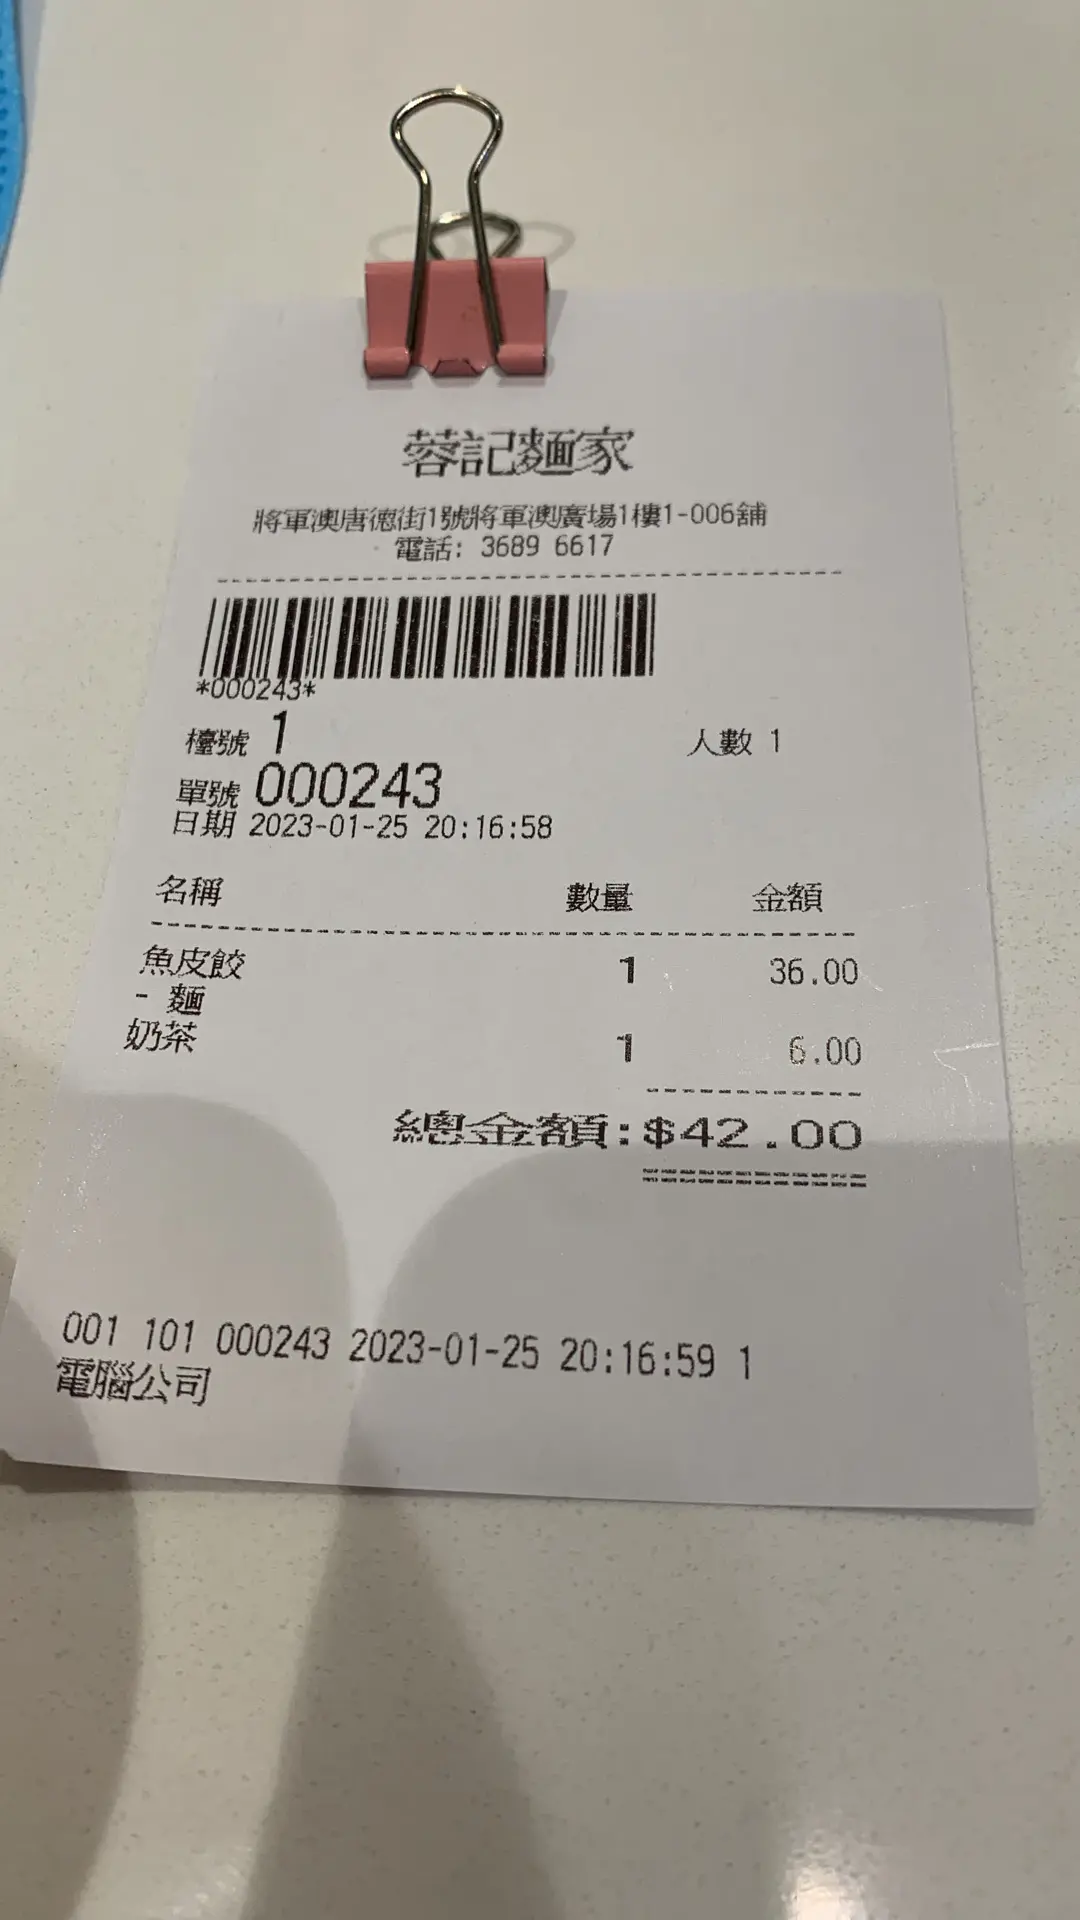 蓉記麵家
將軍澳唐德街1號將軍澳廣場1樓1-006舖
電話: 3689 6617
*000243*
檯號 1 人數 1
單號 000243
日期 2023-01-25 20:16:58
名稱 數量 金額
魚皮餃 1 36.00
- 麵
奶茶 1 6.00
總金額:$42.00
001 101 000243 2023-01-25 20:16:59 1
電腦公司